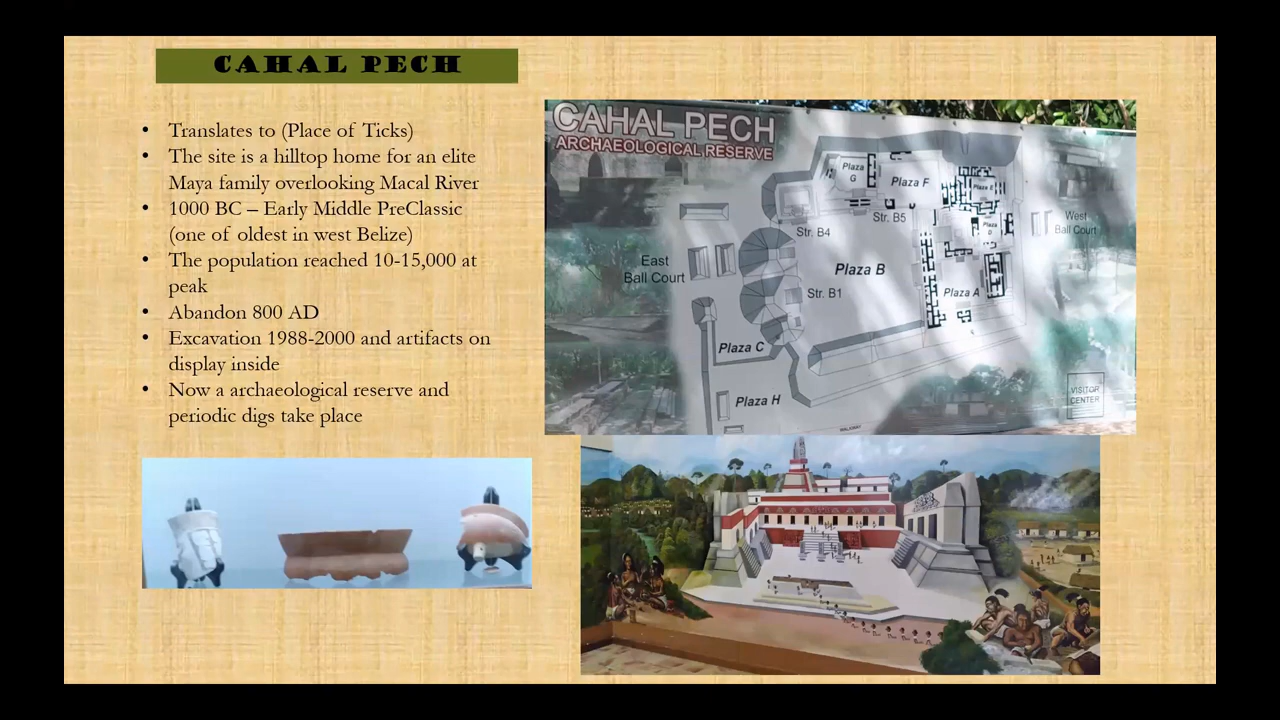 CAHAL PECH
• Translates to (Place of Ticks)
• The site is a hilltop home for an elite
Maya family overlooking Macal River
• 1000 BC – Early Middle PreClassic
(one of oldest in west Belize)
• The population reached 10-15,000 at
peak
• Abandon 800 AD
• Excavation 1988-2000 and artifacts on
display inside
• Now a archaeological reserve and
periodic digs take place
CAHAL PECH
ARCHAEOLOGICAL RESERVE
Plaza
G
Plaza F
Plaza E
Str. B5
Str. B4
Plaza
D
West
Ball Court
East
Ball Court
Plaza B
Str. B1
Plaza A
Plaza C
Plaza H
VISITOR
CENTER
WALKWAY